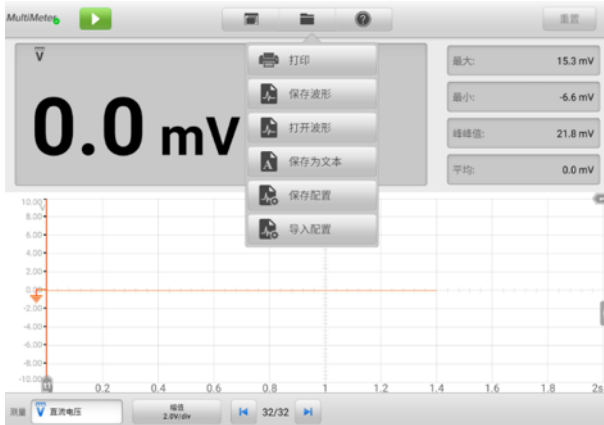 MultiMeter
重置
V
0.0 mV
打印
保存波形
打开波形
保存为文本
保存配置
导入配置
最大: 15.3 mV
最小: -6.6 mV
峰峰值: 21.8 mV
平均: 0.0 mV
10.00
V
8.00
6.00
4.00
2.00
0.00
-2.00
-4.00
-6.00
-8.00
-10.00
0.2 0.4 0.6 0.8 1 1.2 1.4 1.6 1.8 2s
测量 V 直流电压
幅值
2.0V/div
32/32